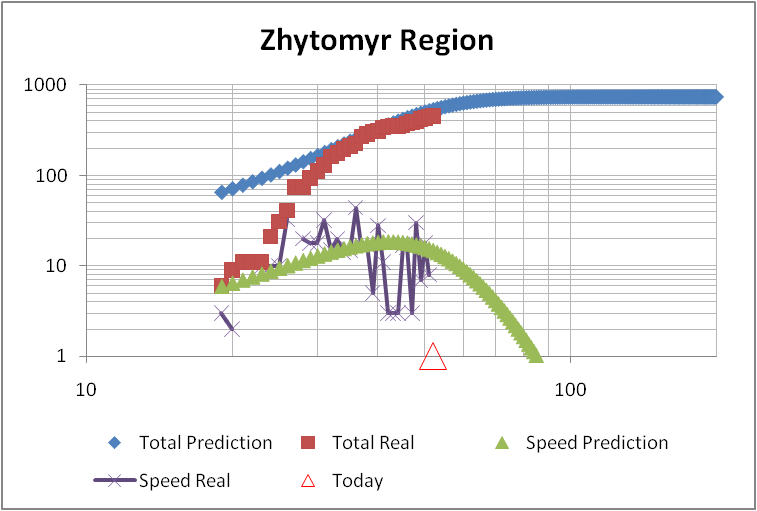 Zhytomyr Region
1000
100
10
1
10 100
Total Prediction Total Real Speed Prediction
Speed Real Today